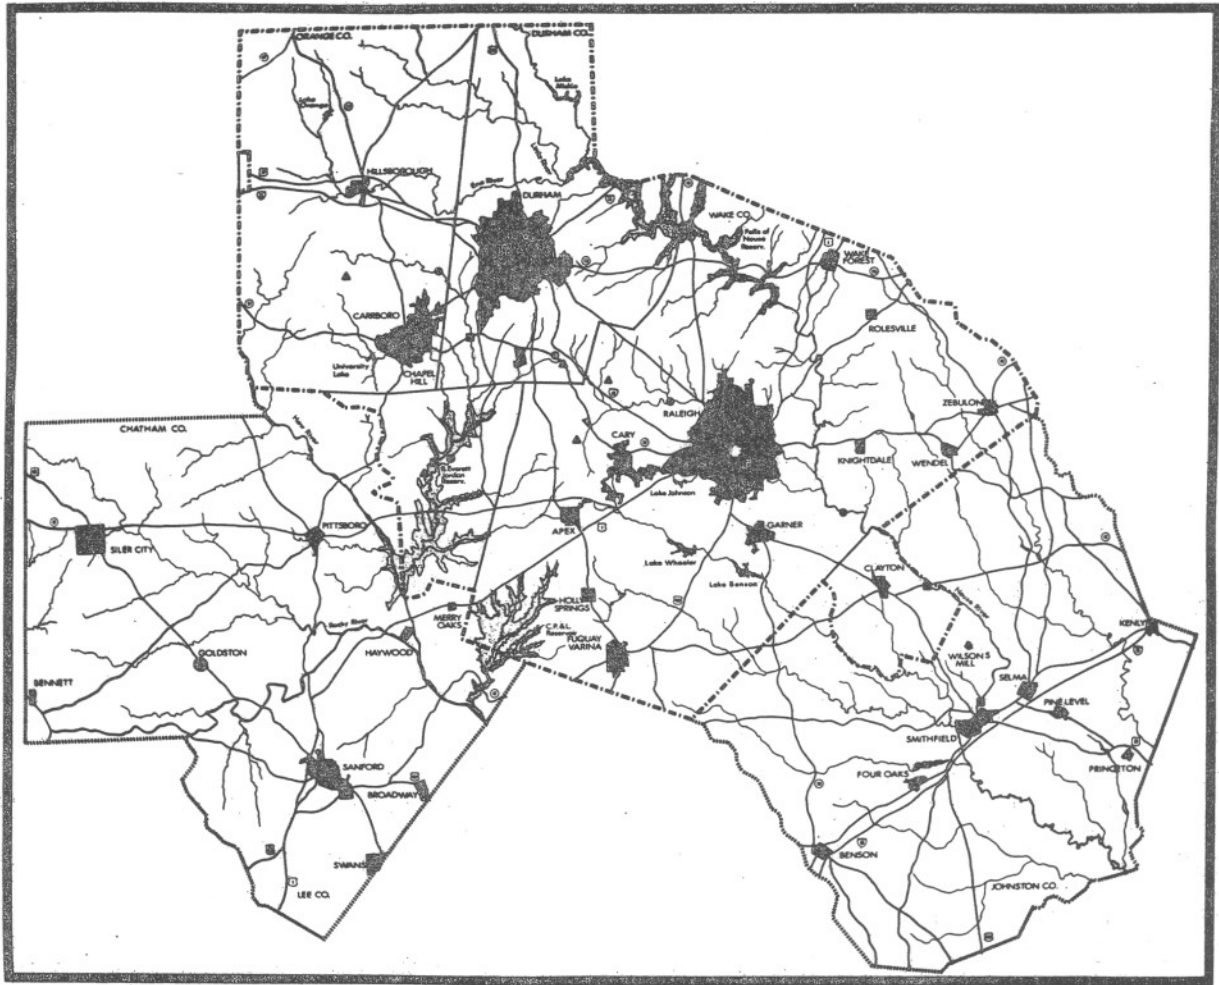 ORANGE CO.
DURHAM CO.
Lake
Michie
Lake
Orange
HILLSBOROUGH
Eno River
DURHAM
WAKE CO.
Falls of
Neuse
Reserv.
WAKE
FOREST
CARRBORO
ROLESVILLE
University
Lake
CHAPEL
HILL
RALEIGH
ZEBULON
CHATHAM CO.
Haw River
CARY
B. Everett
Jordan
Reserv.
KNIGHTDALE
WENDEL
Lake Johnson
PITTSBORO
APEX
GARNER
SILER CITY
Lake Wheeler
CLAYTON
Lake Benson
HOLLY
SPRINGS
Neuse River
MERRY
OAKS
Rocky River
C.P.&L.
Reservoir
KENLY
HAYWOOD
FUQUAY
VARINA
GOLDSTON
WILSONS
MILL
BENNETT
SELMA
PINE LEVEL
SMITHFIELD
SANFORD
FOUR OAKS
PRINCETON
BROADWAY
BENSON
SWANS
LEE CO.
1
JOHNSTON CO.